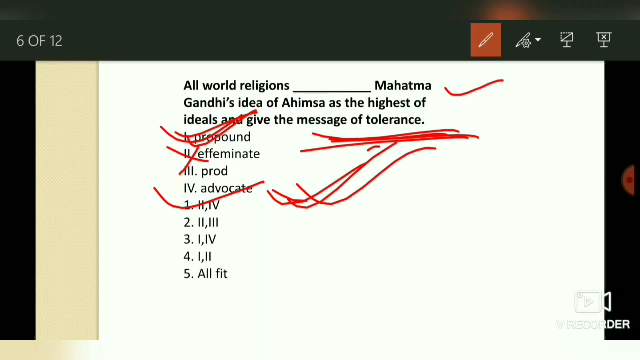 6 OF 12
All world religions ___________ Mahatma
Gandhi's idea of Ahimsa as the highest of
ideals and give the message of tolerance.
I. propound
II. effeminate
III. prod
IV. advocate
1. II,IV
2. II,III
3. I,IV
4. I,II
5. All fit
V RECORDER